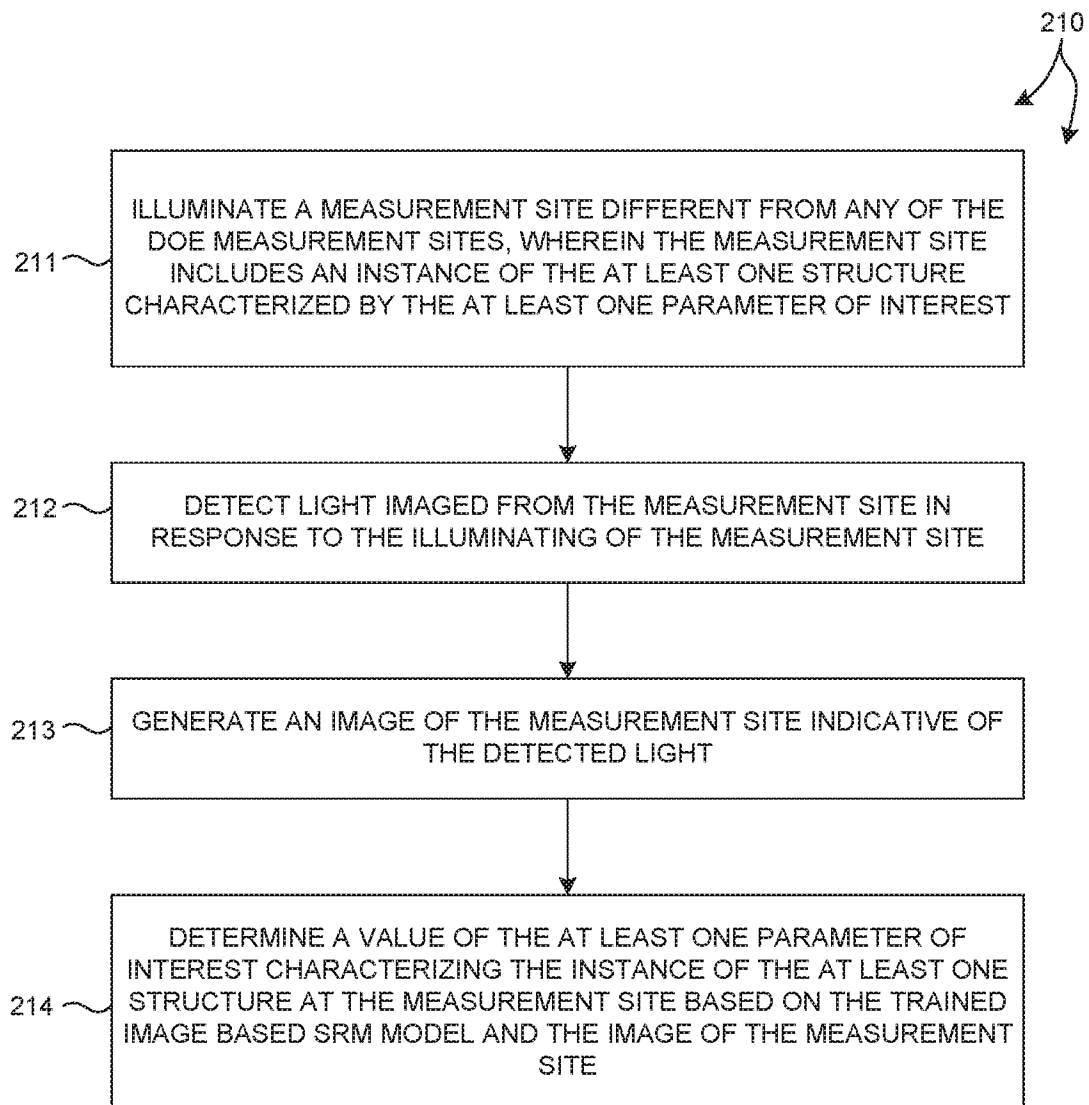 210
211
ILLUMINATE A MEASUREMENT SITE DIFFERENT FROM ANY OF THE
DOE MEASUREMENT SITES, WHEREIN THE MEASUREMENT SITE
INCLUDES AN INSTANCE OF THE AT LEAST ONE STRUCTURE
CHARACTERIZED BY THE AT LEAST ONE PARAMETER OF INTEREST
212
DETECT LIGHT IMAGED FROM THE MEASUREMENT SITE IN
RESPONSE TO THE ILLUMINATING OF THE MEASUREMENT SITE
213
GENERATE AN IMAGE OF THE MEASUREMENT SITE INDICATIVE OF
THE DETECTED LIGHT
214
DETERMINE A VALUE OF THE AT LEAST ONE PARAMETER OF
INTEREST CHARACTERIZING THE INSTANCE OF THE AT LEAST ONE
STRUCTURE AT THE MEASUREMENT SITE BASED ON THE TRAINED
IMAGE BASED SRM MODEL AND THE IMAGE OF THE MEASUREMENT
SITE